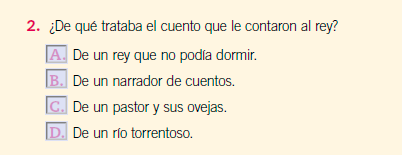 2. ¿De qué trataba el cuento que le contaron al rey?
A. De un rey que no podía dormir.
B. De un narrador de cuentos.
C. De un pastor y sus ovejas.
D. De un río torrentoso.